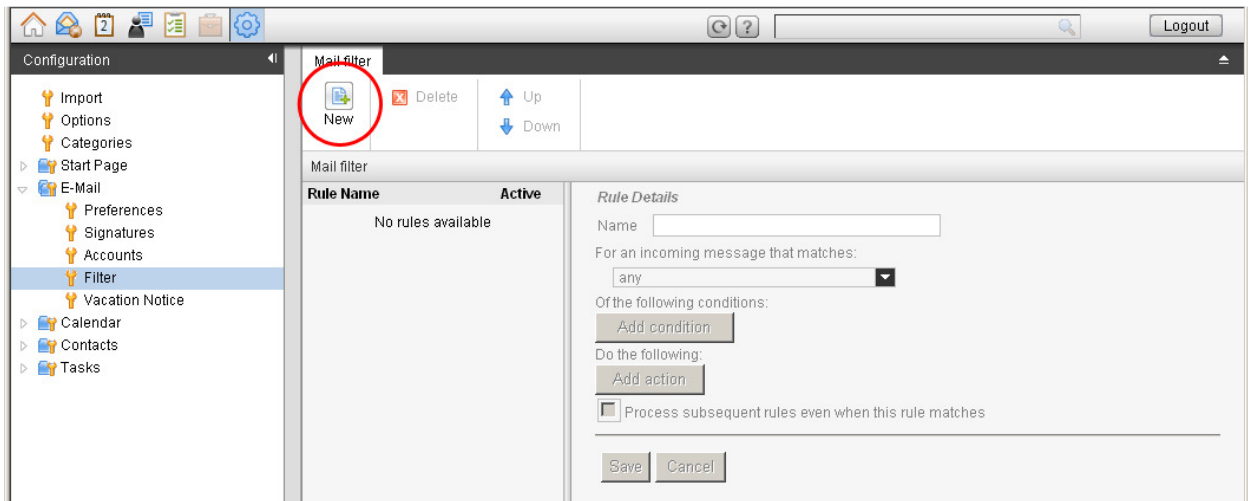 2
?
Logout
Configuration
Mail filter
Import
Options
Categories
Start Page
E-Mail
Preferences
Signatures
Accounts
Filter
Vacation Notice
Calendar
Contacts
Tasks
New
Delete
Up
Down
Mail filter
Rule Name Active
No rules available
Rule Details
Name
For an incoming message that matches:
any
Of the following conditions:
Add condition
Do the following:
Add action
Process subsequent rules even when this rule matches
Save Cancel